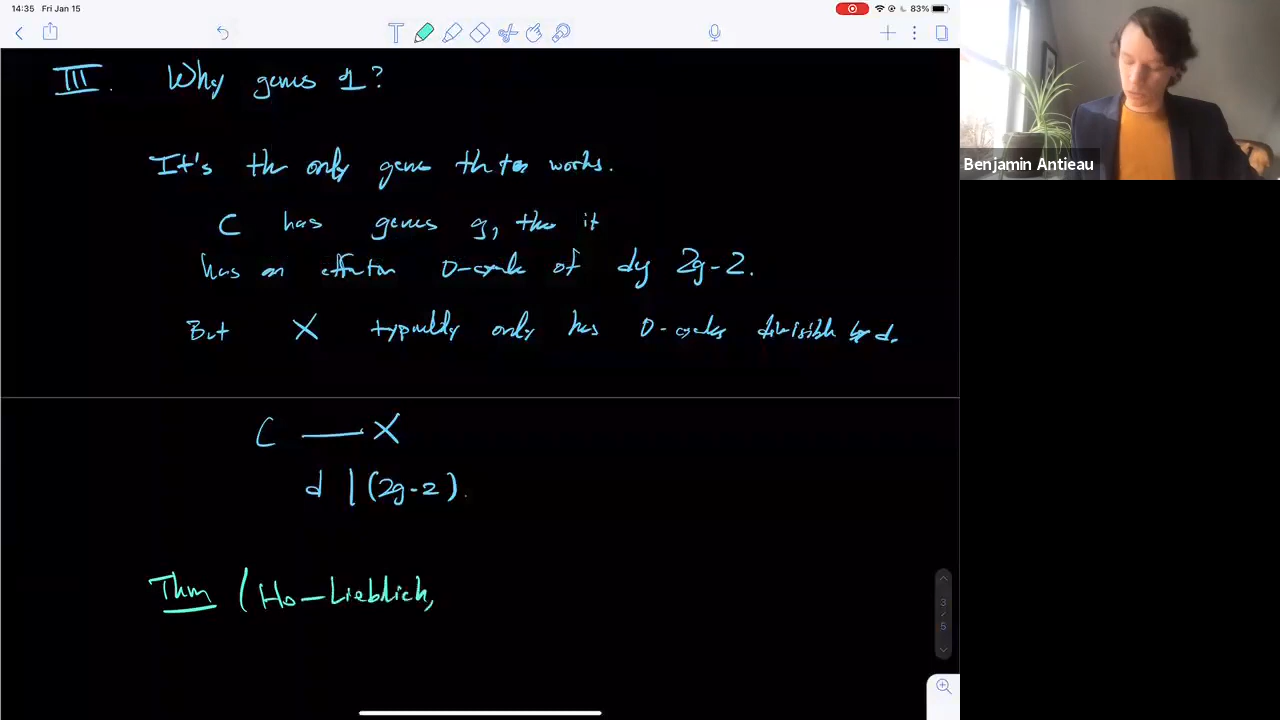 14:35 Fri Jan 15
83%
III. Why genus 1?
It's the only genus that works.
C has genus g, then it
has an effective 0-cycle of deg 2g-2.
But X typically only has 0-cycles divisible by d.
C — X
d | (2g-2).
Thm (Ho-Lieblich,
3
/
5
Benjamin Antieau